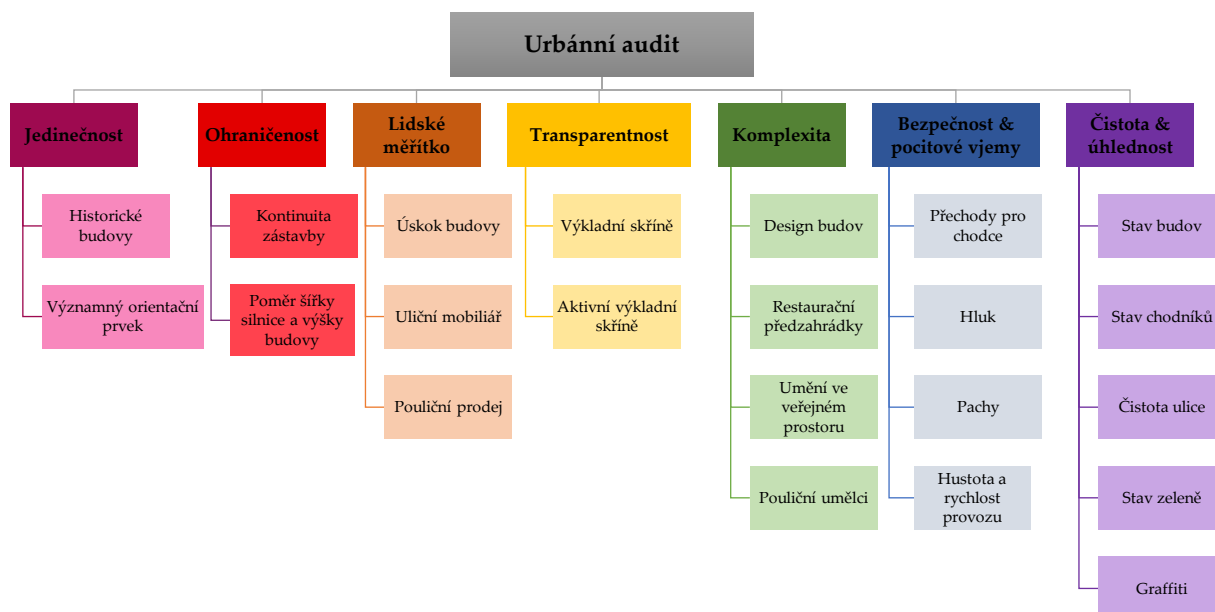 Urbánní audit
Jedinečnost
Historické
budovy
Významný orientační
prvek
Ohraničenost
Kontinuita
zástavby
Poměr šířky
silnice a výšky
budovy
Lidské
měřítko
Úskok budovy
Uliční mobiliář
Pouliční prodej
Transparentnost
Výkladní skříně
Aktivní výkladní
skříně
Komplexita
Design budov
Restaurační
předzahrádky
Umění ve
veřejném
prostoru
Pouliční umělci
Bezpečnost &
pocitové vjemy
Přechody pro
chodce
Hluk
Pachy
Hustota a
rychlost
provozu
Čistota &
úhlednost
Stav budov
Stav chodníků
Čistota ulice
Stav zeleně
Graffiti